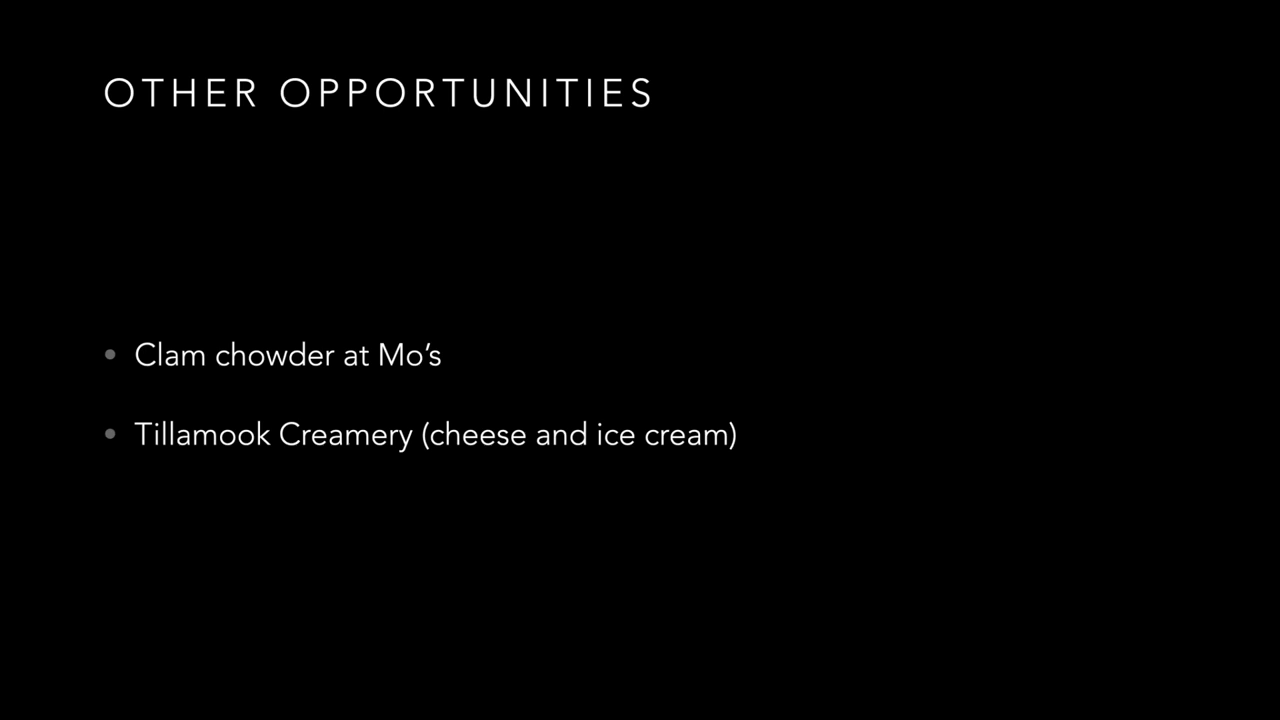 OTHER OPPORTUNITIES
• Clam chowder at Mo’s
• Tillamook Creamery (cheese and ice cream)